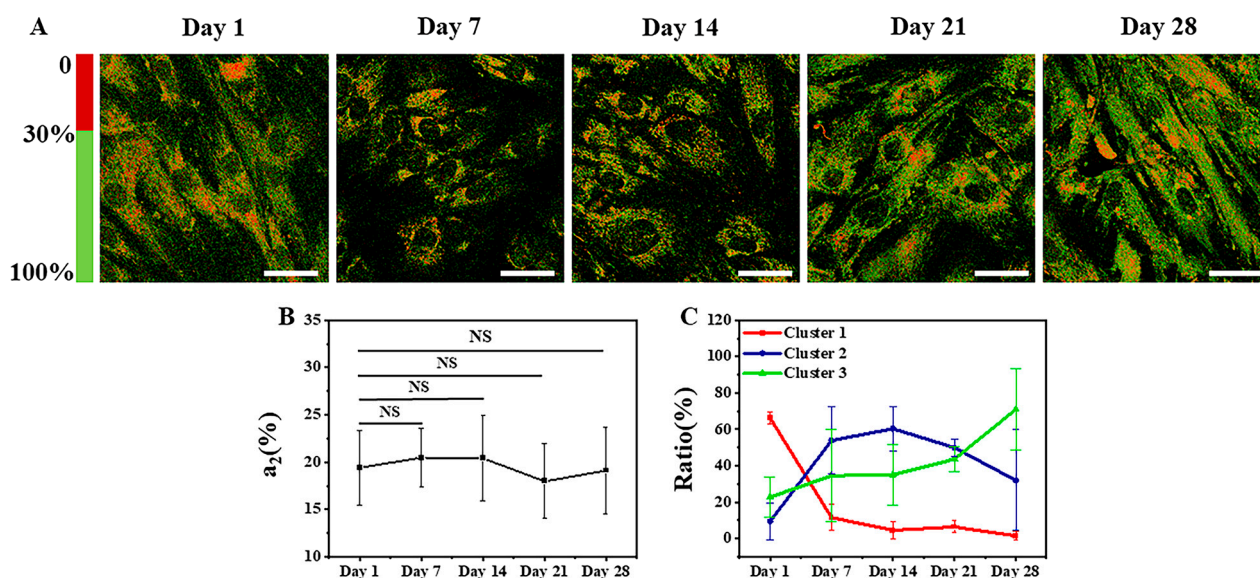 A
Day 1
Day 7
Day 14
Day 21
Day 28
0
30%
100%
B
35
30
25
20
15
10
a2(%)
NS
NS
NS
NS
Day 1
Day 7
Day 14
Day 21
Day 28
C
120
100
80
60
40
20
0
Ratio(%)
Cluster 1
Cluster 2
Cluster 3
Day 1
Day 7
Day 14
Day 21
Day 28